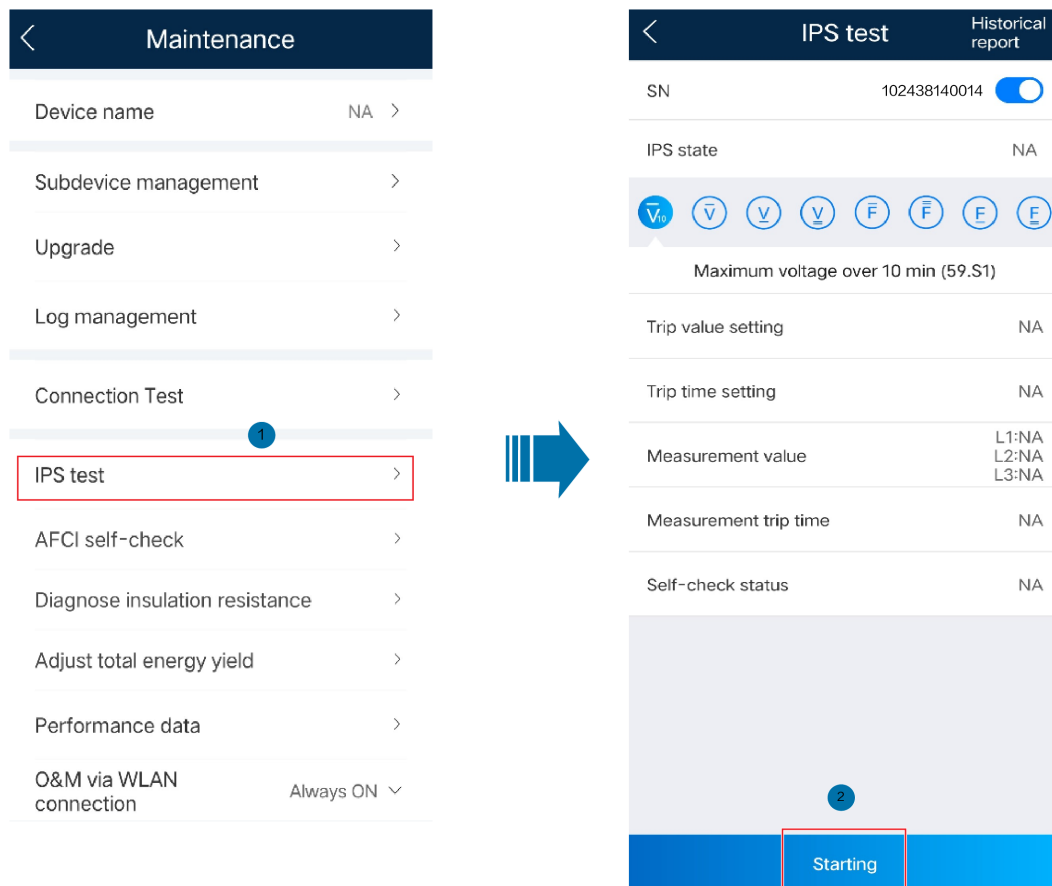 Maintenance
Device name NA
Subdevice management
Upgrade
Log management
Connection Test
1
IPS test
AFCI self-check
Diagnose insulation resistance
Adjust total energy yield
Performance data
O&M via WLAN
connection Always ON
IPS test Historical
report
SN 102438140014
IPS state NA
V10 V V V F F F F
Maximum voltage over 10 min (59.S1)
Trip value setting NA
Trip time setting NA
Measurement value L1:NA
L2:NA
L3:NA
Measurement trip time NA
Self-check status NA
2
Starting